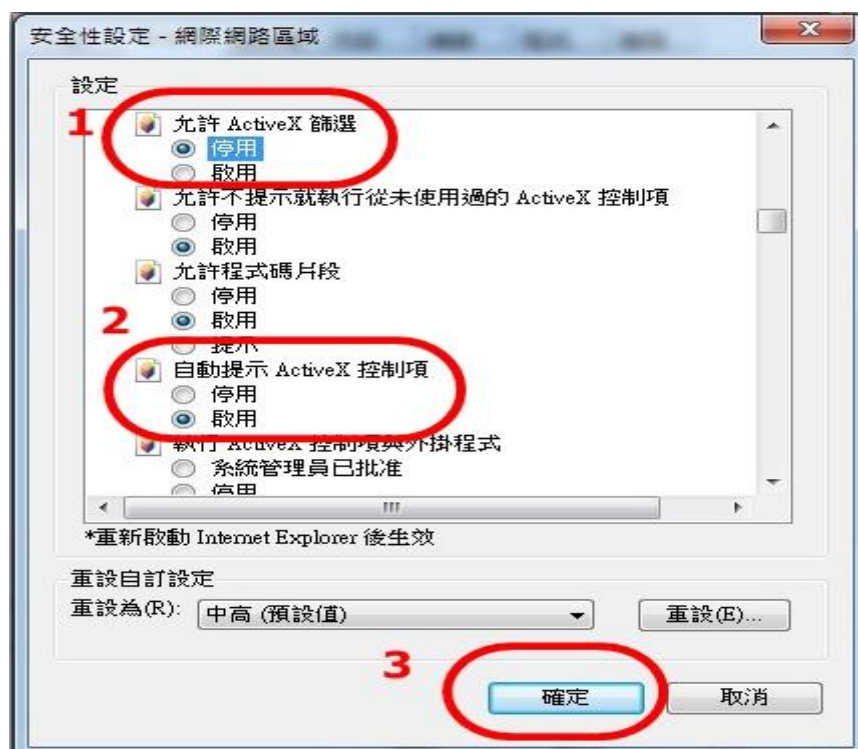 安全性設定 - 網際網路區域
設定
1
允許 ActiveX 篩選
停用
啟用
允許不提示就執行從未使用過的 ActiveX 控制項
停用
啟用
允許程式碼片段
停用
啟用
2
提示
自動提示 ActiveX 控制項
停用
啟用
執行 ActiveX 控制項與外掛程式
系統管理員已批准
停用
*重新啟動 Internet Explorer 後生效
重設自訂設定
重設為(R): 中高 (預設值) 重設(E)...
3
確定 取消